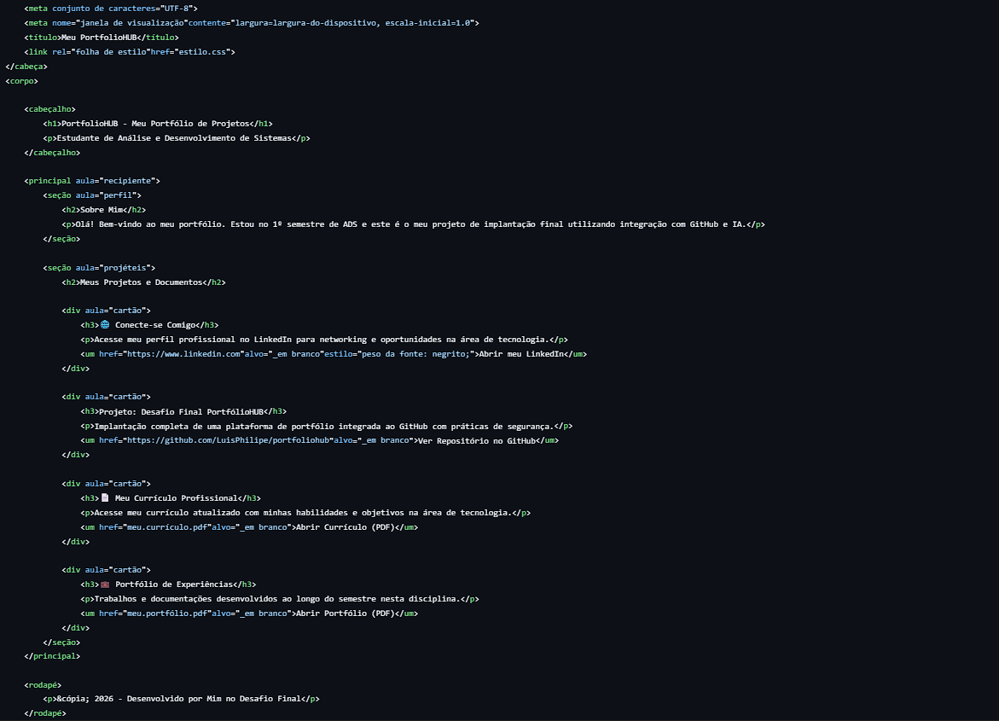 <meta conjunto de caracteres="UTF-8">
<meta nome="janela de visualização"contente="largura=largura-do-dispositivo, escala-inicial=1.0">
<título>Meu PortfolioHUB</título>
<link rel="folha de estilo"href="estilo.css">
</cabeça>
<corpo>
<cabeçalho>
<h1>PortfolioHUB - Meu Portfólio de Projetos</h1>
<p>Estudante de Análise e Desenvolvimento de Sistemas</p>
</cabeçalho>
<principal aula="recipiente">
<seção aula="perfil">
<h2>Sobre Mim</h2>
<p>Olá! Bem-vindo ao meu portfólio. Estou no 1º semestre de ADS e este é o meu projeto de implantação final utilizando integração com GitHub e IA.</p>
</seção>
<seção aula="projéteis">
<h2>Meus Projetos e Documentos</h2>
<div aula="cartão">
<h3>🌐 Conecte-se Comigo</h3>
<p>Acesse meu perfil profissional no LinkedIn para networking e oportunidades na área de tecnologia.</p>
<um href="https://www.linkedin.com"alvo="_em branco"estilo="peso da fonte: negrito;">Abrir meu LinkedIn</um>
</div>
<div aula="cartão">
<h3>Projeto: Desafio Final PortfólioHUB</h3>
<p>Implantação completa de uma plataforma de portfólio integrada ao GitHub com práticas de segurança.</p>
<um href="https://github.com/LuisPhilipe/portfoliohub"alvo="_em branco">Ver Repositório no GitHub</um>
</div>
<div aula="cartão">
<h3>📄 Meu Currículo Profissional</h3>
<p>Acesse meu currículo atualizado com minhas habilidades e objetivos na área de tecnologia.</p>
<um href="meu.currículo.pdf"alvo="_em branco">Abrir Currículo (PDF)</um>
</div>
<div aula="cartão">
<h3>💼 Portfólio de Experiências</h3>
<p>Trabalhos e documentações desenvolvidos ao longo do semestre nesta disciplina.</p>
<um href="meu.portfólio.pdf"alvo="_em branco">Abrir Portfólio (PDF)</um>
</div>
</seção>
</principal>
<rodapé>
<p>&cópia; 2026 - Desenvolvido por Mim no Desafio Final</p>
</rodapé>